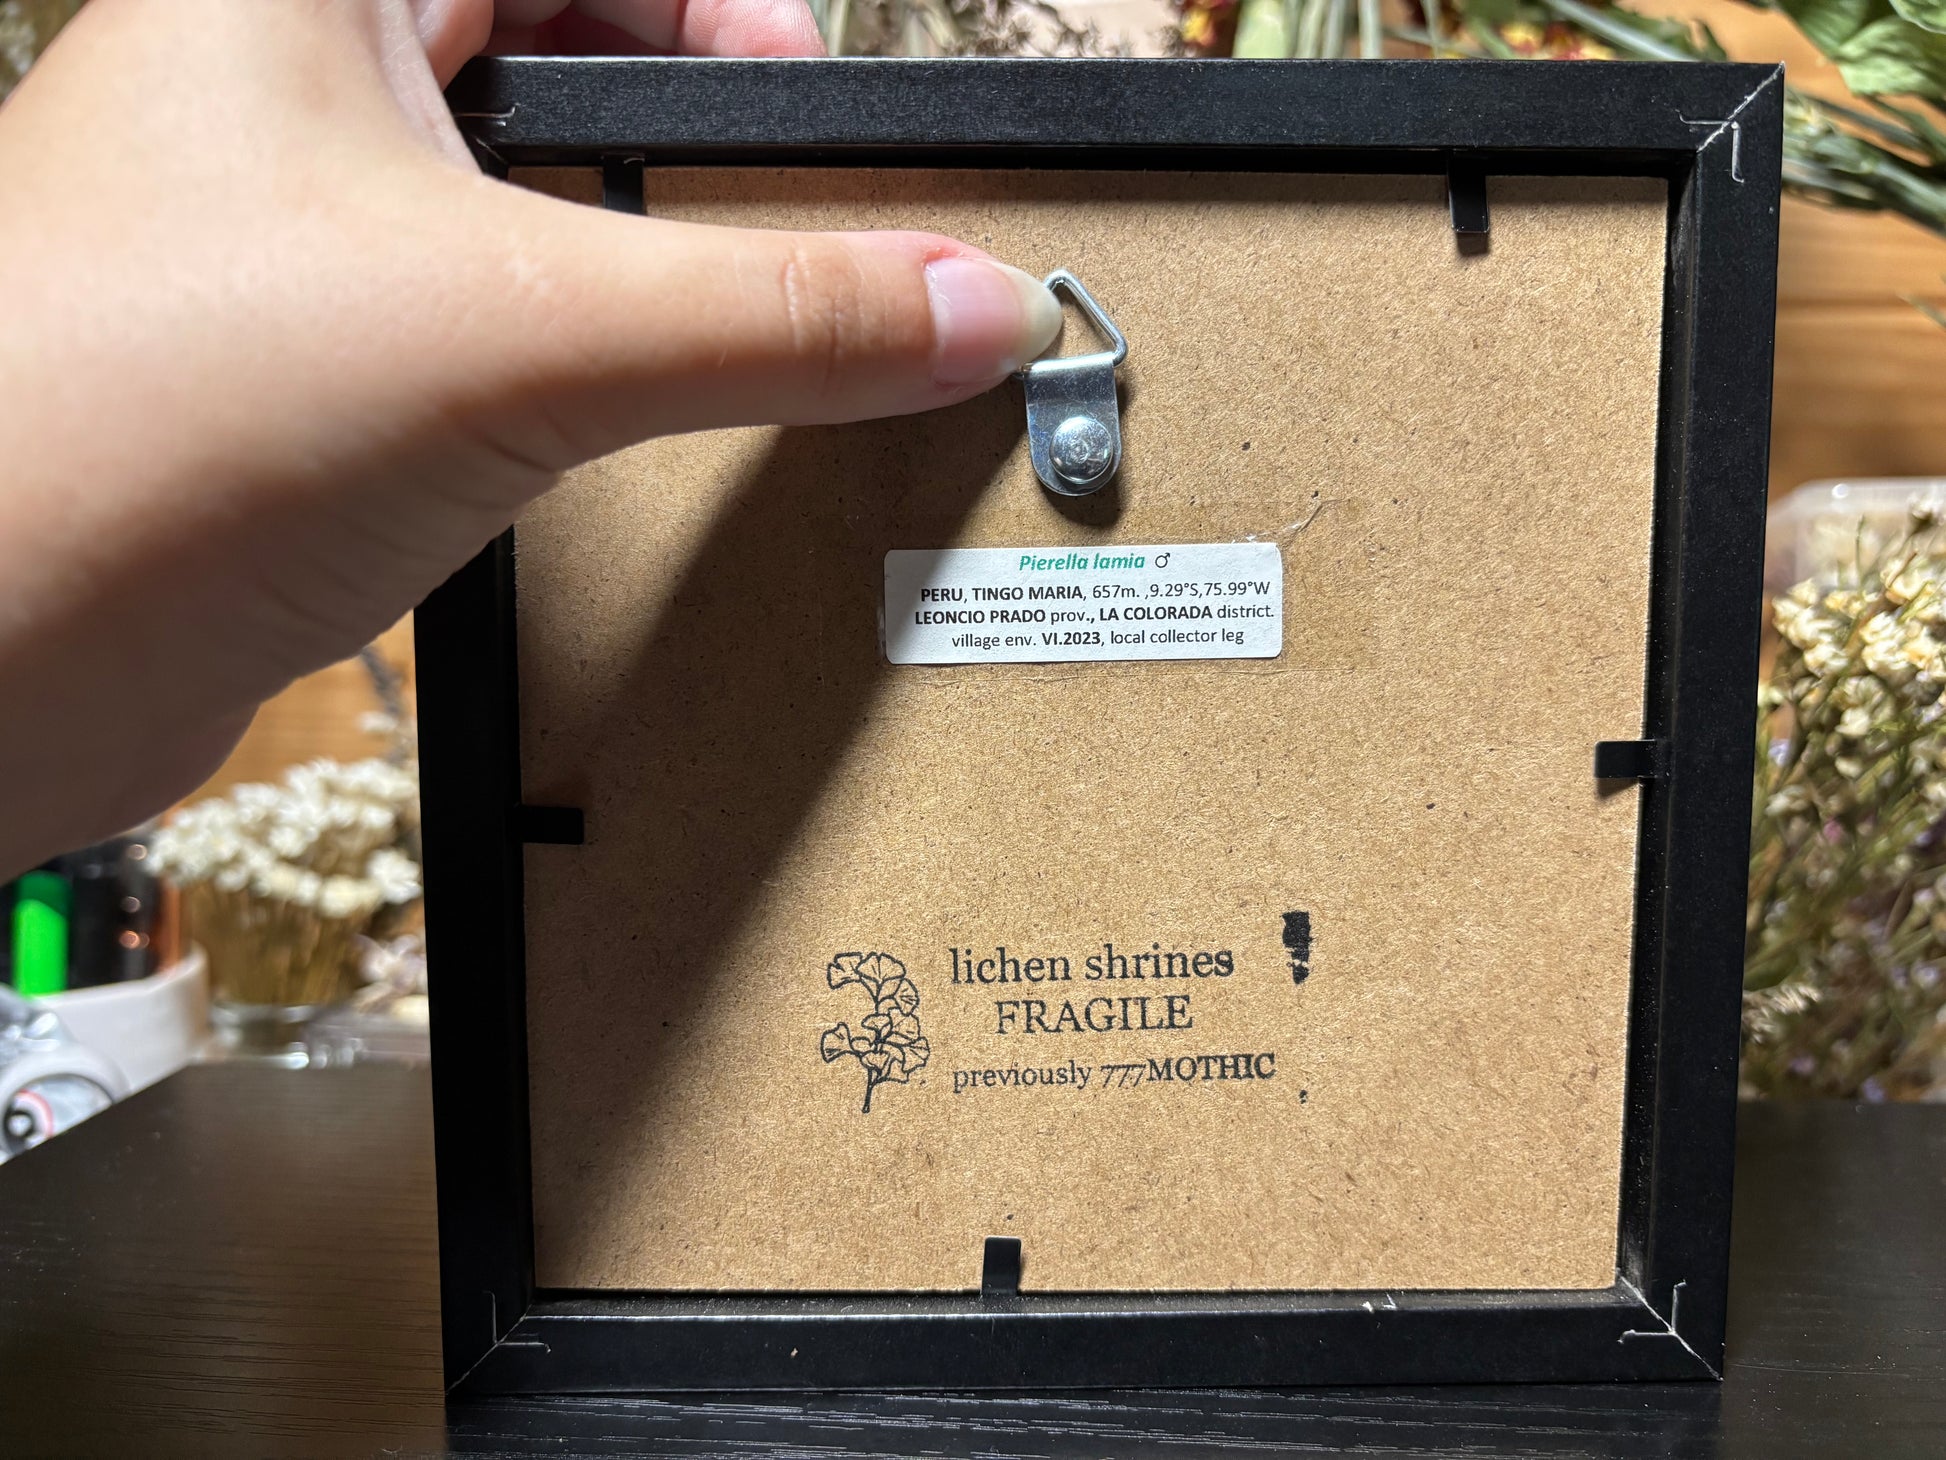 Pierella lamia ♂
PERU, TINGO MARIA, 657m. ,9.29°S,75.99°W
LEONCIO PRADO prov., LA COLORADA district.
village env. VI.2023, local collector leg
lichen shrines
FRAGILE
previously 777MOTHIC